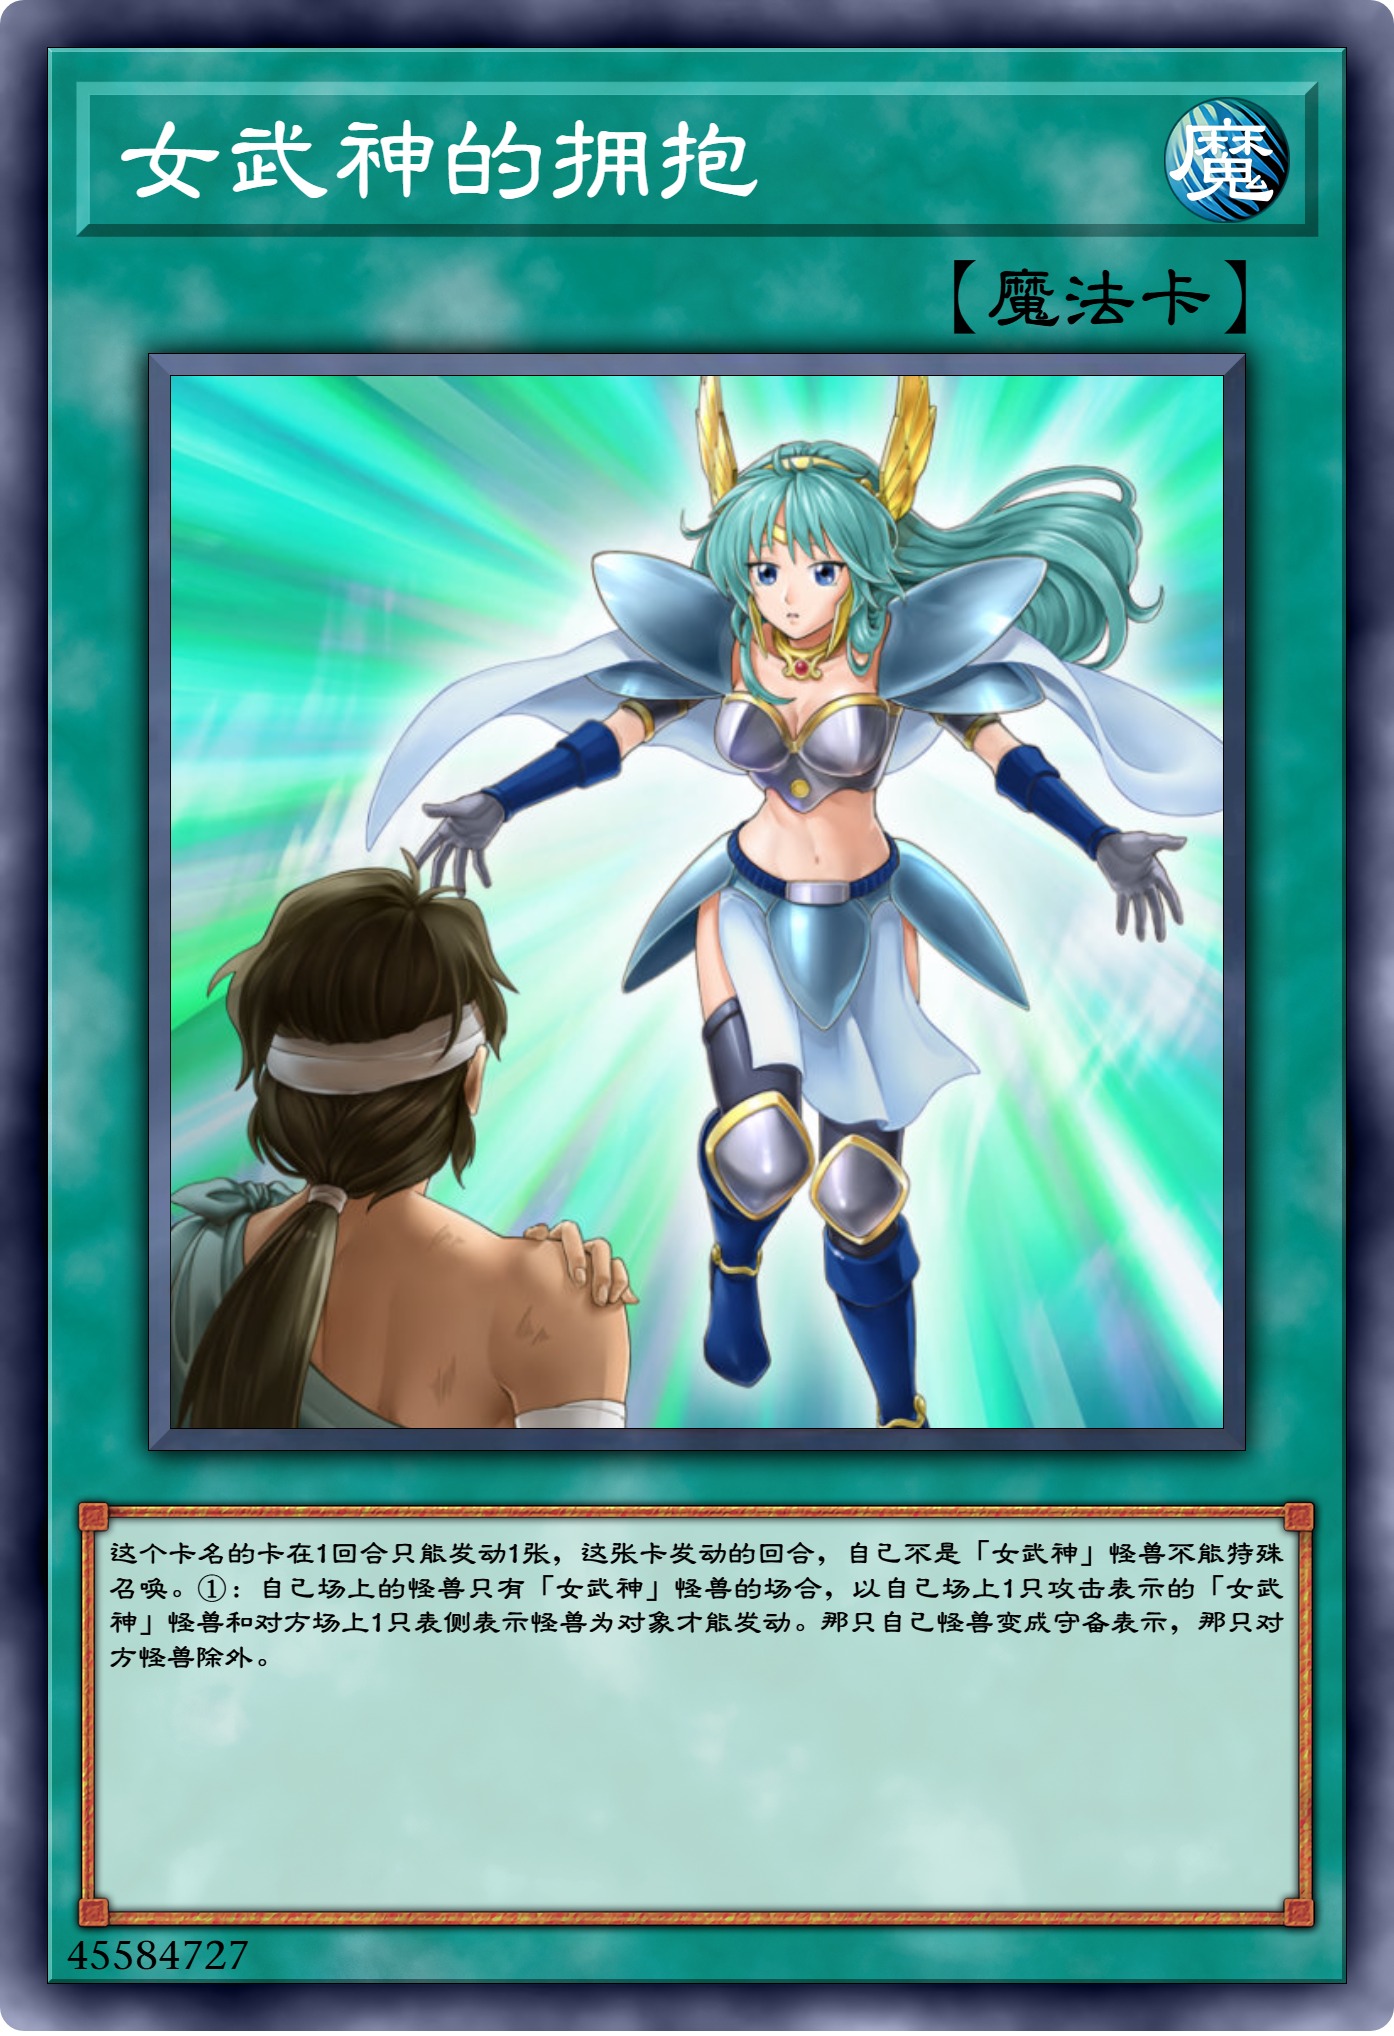 女武神的拥抱
魔
【魔法卡】
这个卡名的卡在1回合只能发动1张，这张卡发动的回合，自己不是「女武神」怪兽不能特殊
召唤。①：自己场上的怪兽只有「女武神」怪兽的场合，以自己场上1只攻击表示的「女武
神」怪兽和对方场上1只表侧表示怪兽为对象才能发动。那只自己怪兽变成守备表示，那只对
方怪兽除外。
45584727